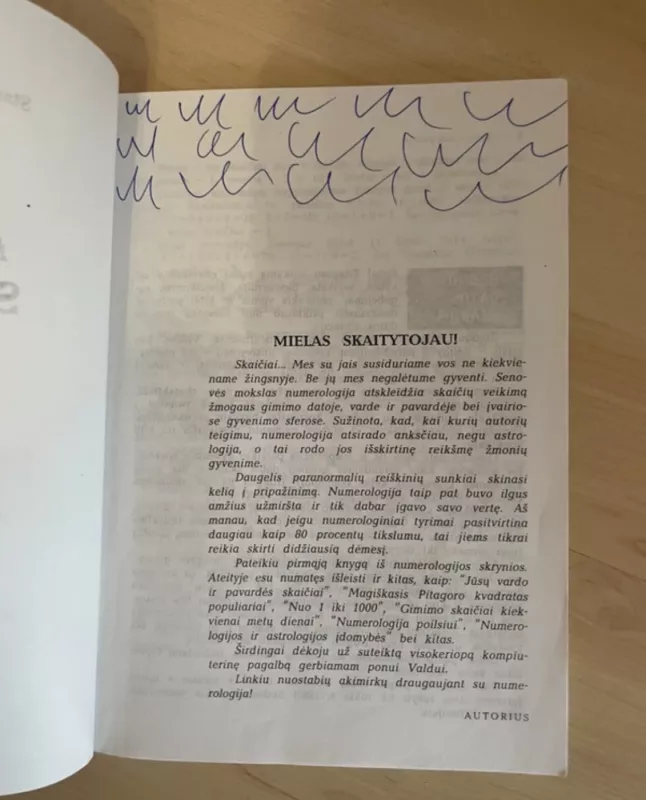 MIELAS SKAITYTOJAU!
Skaičiai... Mes su jais susiduriame vos ne kiekvie-
name žingsnyje. Be jų mes negalėtume gyventi. Seno-
vės mokslas numerologija atskleidžia skaičių veikimą
žmogaus gimimo datoje, varde ir pavardėje bei įvairio-
se gyvenimo sferose. Sužinota, kad, kai kurių autorių
teigimu, numerologija atsirado anksčiau, negu astro-
logija, o tai rodo jos išskirtinę reikšmę žmonių
gyvenime.
Daugelis paranormalių reiškinių sunkiai skinasi
kelią į pripažinimą. Numerologija taip pat buvo ilgus
amžius užmiršta ir tik dabar įgavo savo vertę. Aš
manau, kad jeigu numerologiniai tyrimai pasitvirtina
daugiau kaip 80 procentų tikslumu, tai jiems tikrai
reikia skirti didžiausią dėmesį.
Pateikiu pirmąją knygą iš numerologijos skrynios.
Ateityje esu numatęs išleisti ir kitas, kaip: "Jūsų vardo
ir pavardės skaičiai", "Magiškasis Pitagoro kvadratas
populiariai", "Nuo 1 iki 1000", "Gimimo skaičiai kiek-
vienai metų dienai", "Numerologija poilsiui", "Numero-
logijos ir astrologijos įdomybės" bei kitas.
Širdingai dėkoju už suteiktą visokeriopą kompiu-
terinę pagalbą gerbiamam ponui Valdui.
Linkiu nuostabių akimirkų draugaujant su nume-
rologija!
AUTORIUS